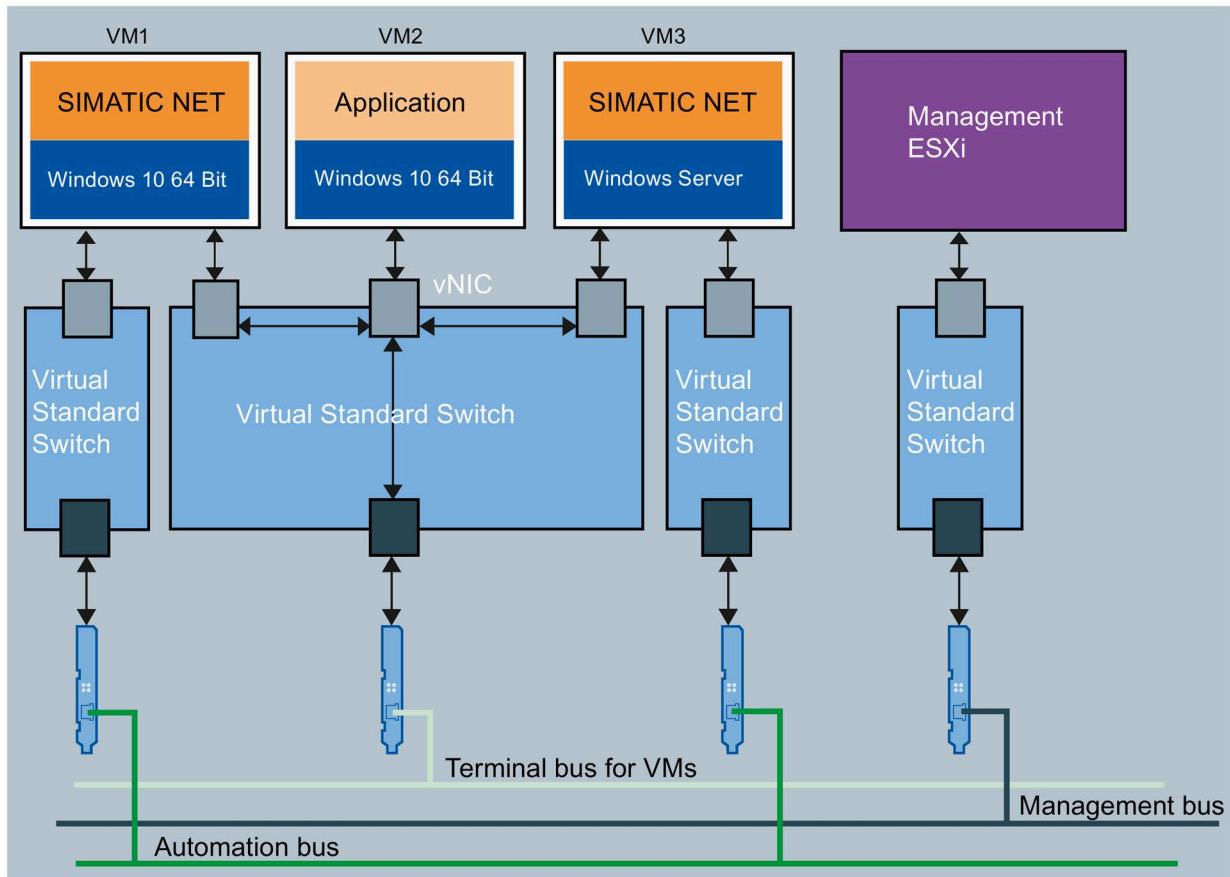 VM1
VM2
VM3
SIMATIC NET
Application
SIMATIC NET
Management
ESXi
Windows 10 64 Bit
Windows 10 64 Bit
Windows Server
vNIC
Virtual
Standard
Switch
Virtual Standard Switch
Virtual
Standard
Switch
Virtual
Standard
Switch
Terminal bus for VMs
Management bus
Automation bus